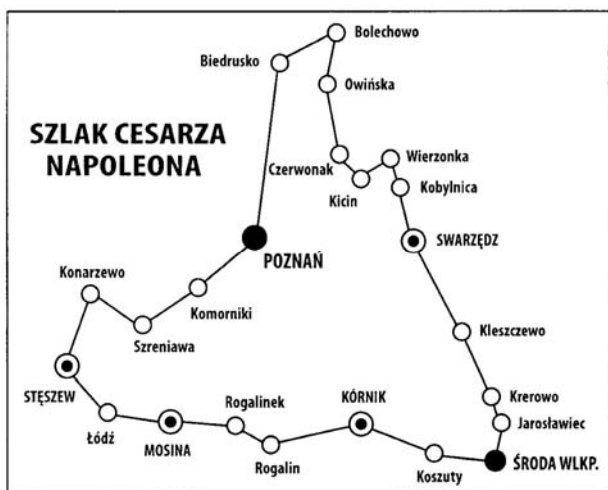 Bolechowo
Biedrusko
Owińska
SZLAK CESARZA
NAPOLEONA
Czerwonak
Wierzonka
Kicin
Kobylnica
POZNAŃ
SWARZĘDZ
Konarzewo
Komorniki
Szreniawa
Kleszczewo
STĘSZEW
Rogalinek
KÓRNIK
Krerowo
Jarosławiec
Łódź
MOSINA
Rogalin
Koszuty
ŚRODA WLKP.